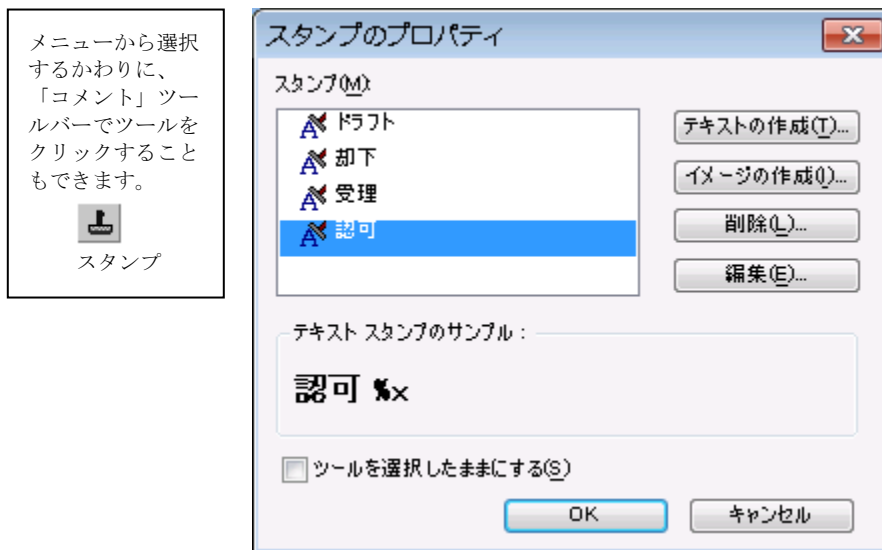 メニューから選択
するかわりに、
「コメント」ツー
ルバーでツールを
クリックすること
もできます。
スタンプ
スタンプのプロパティ
スタンプ(M):
ドラフト
却下
受理
認可
テキストの作成(T)...
イメージの作成(I)...
削除(L)...
編集(E)...
テキスト スタンプのサンプル：
認可 %x
ツールを選択したままにする(S)
OK
キャンセル